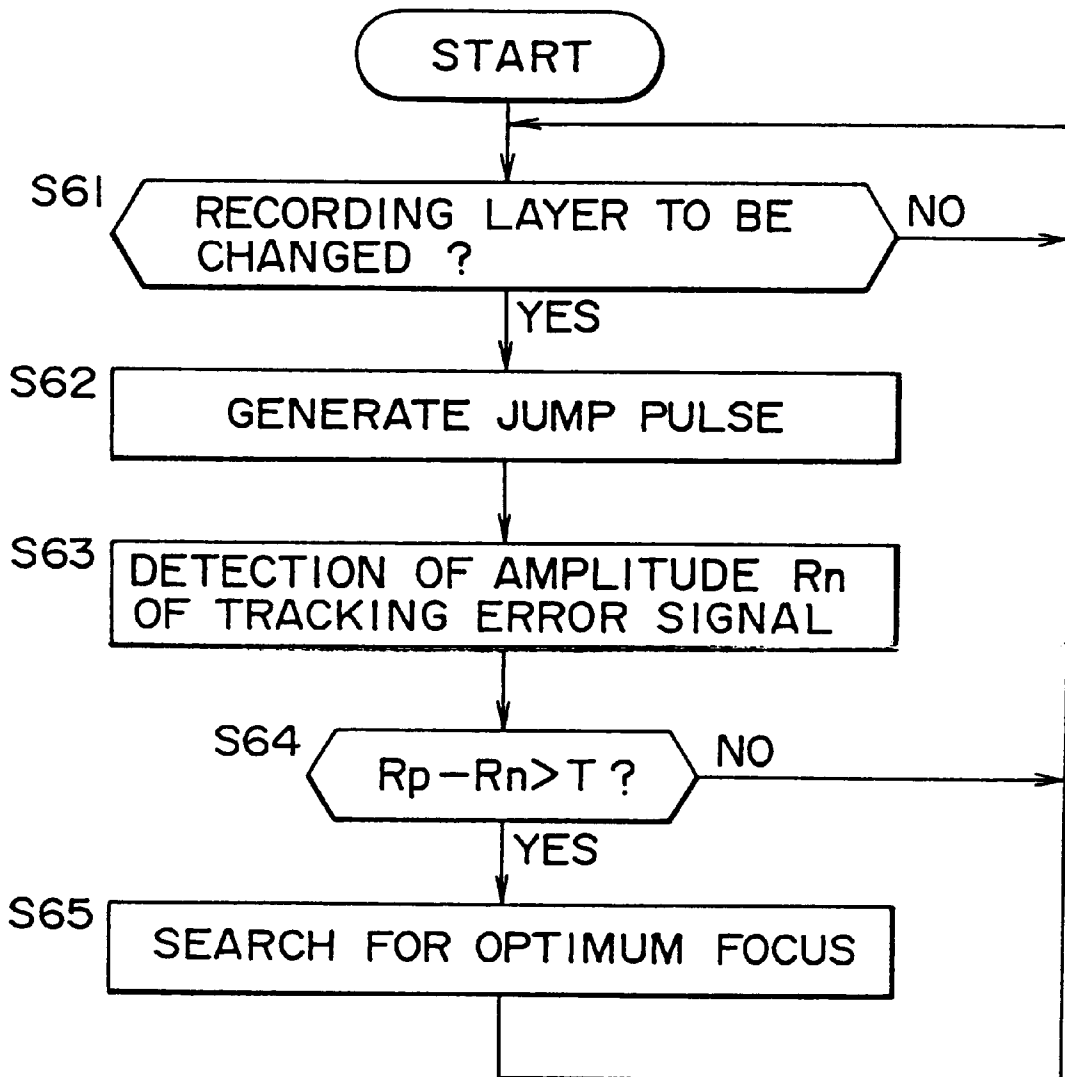 START
S61
RECORDING LAYER TO BE
CHANGED ?
NO
YES
S62
GENERATE JUMP PULSE
S63
DETECTION OF AMPLITUDE Rn
OF TRACKING ERROR SIGNAL
S64
Rp-Rn>T ?
NO
YES
S65
SEARCH FOR OPTIMUM FOCUS